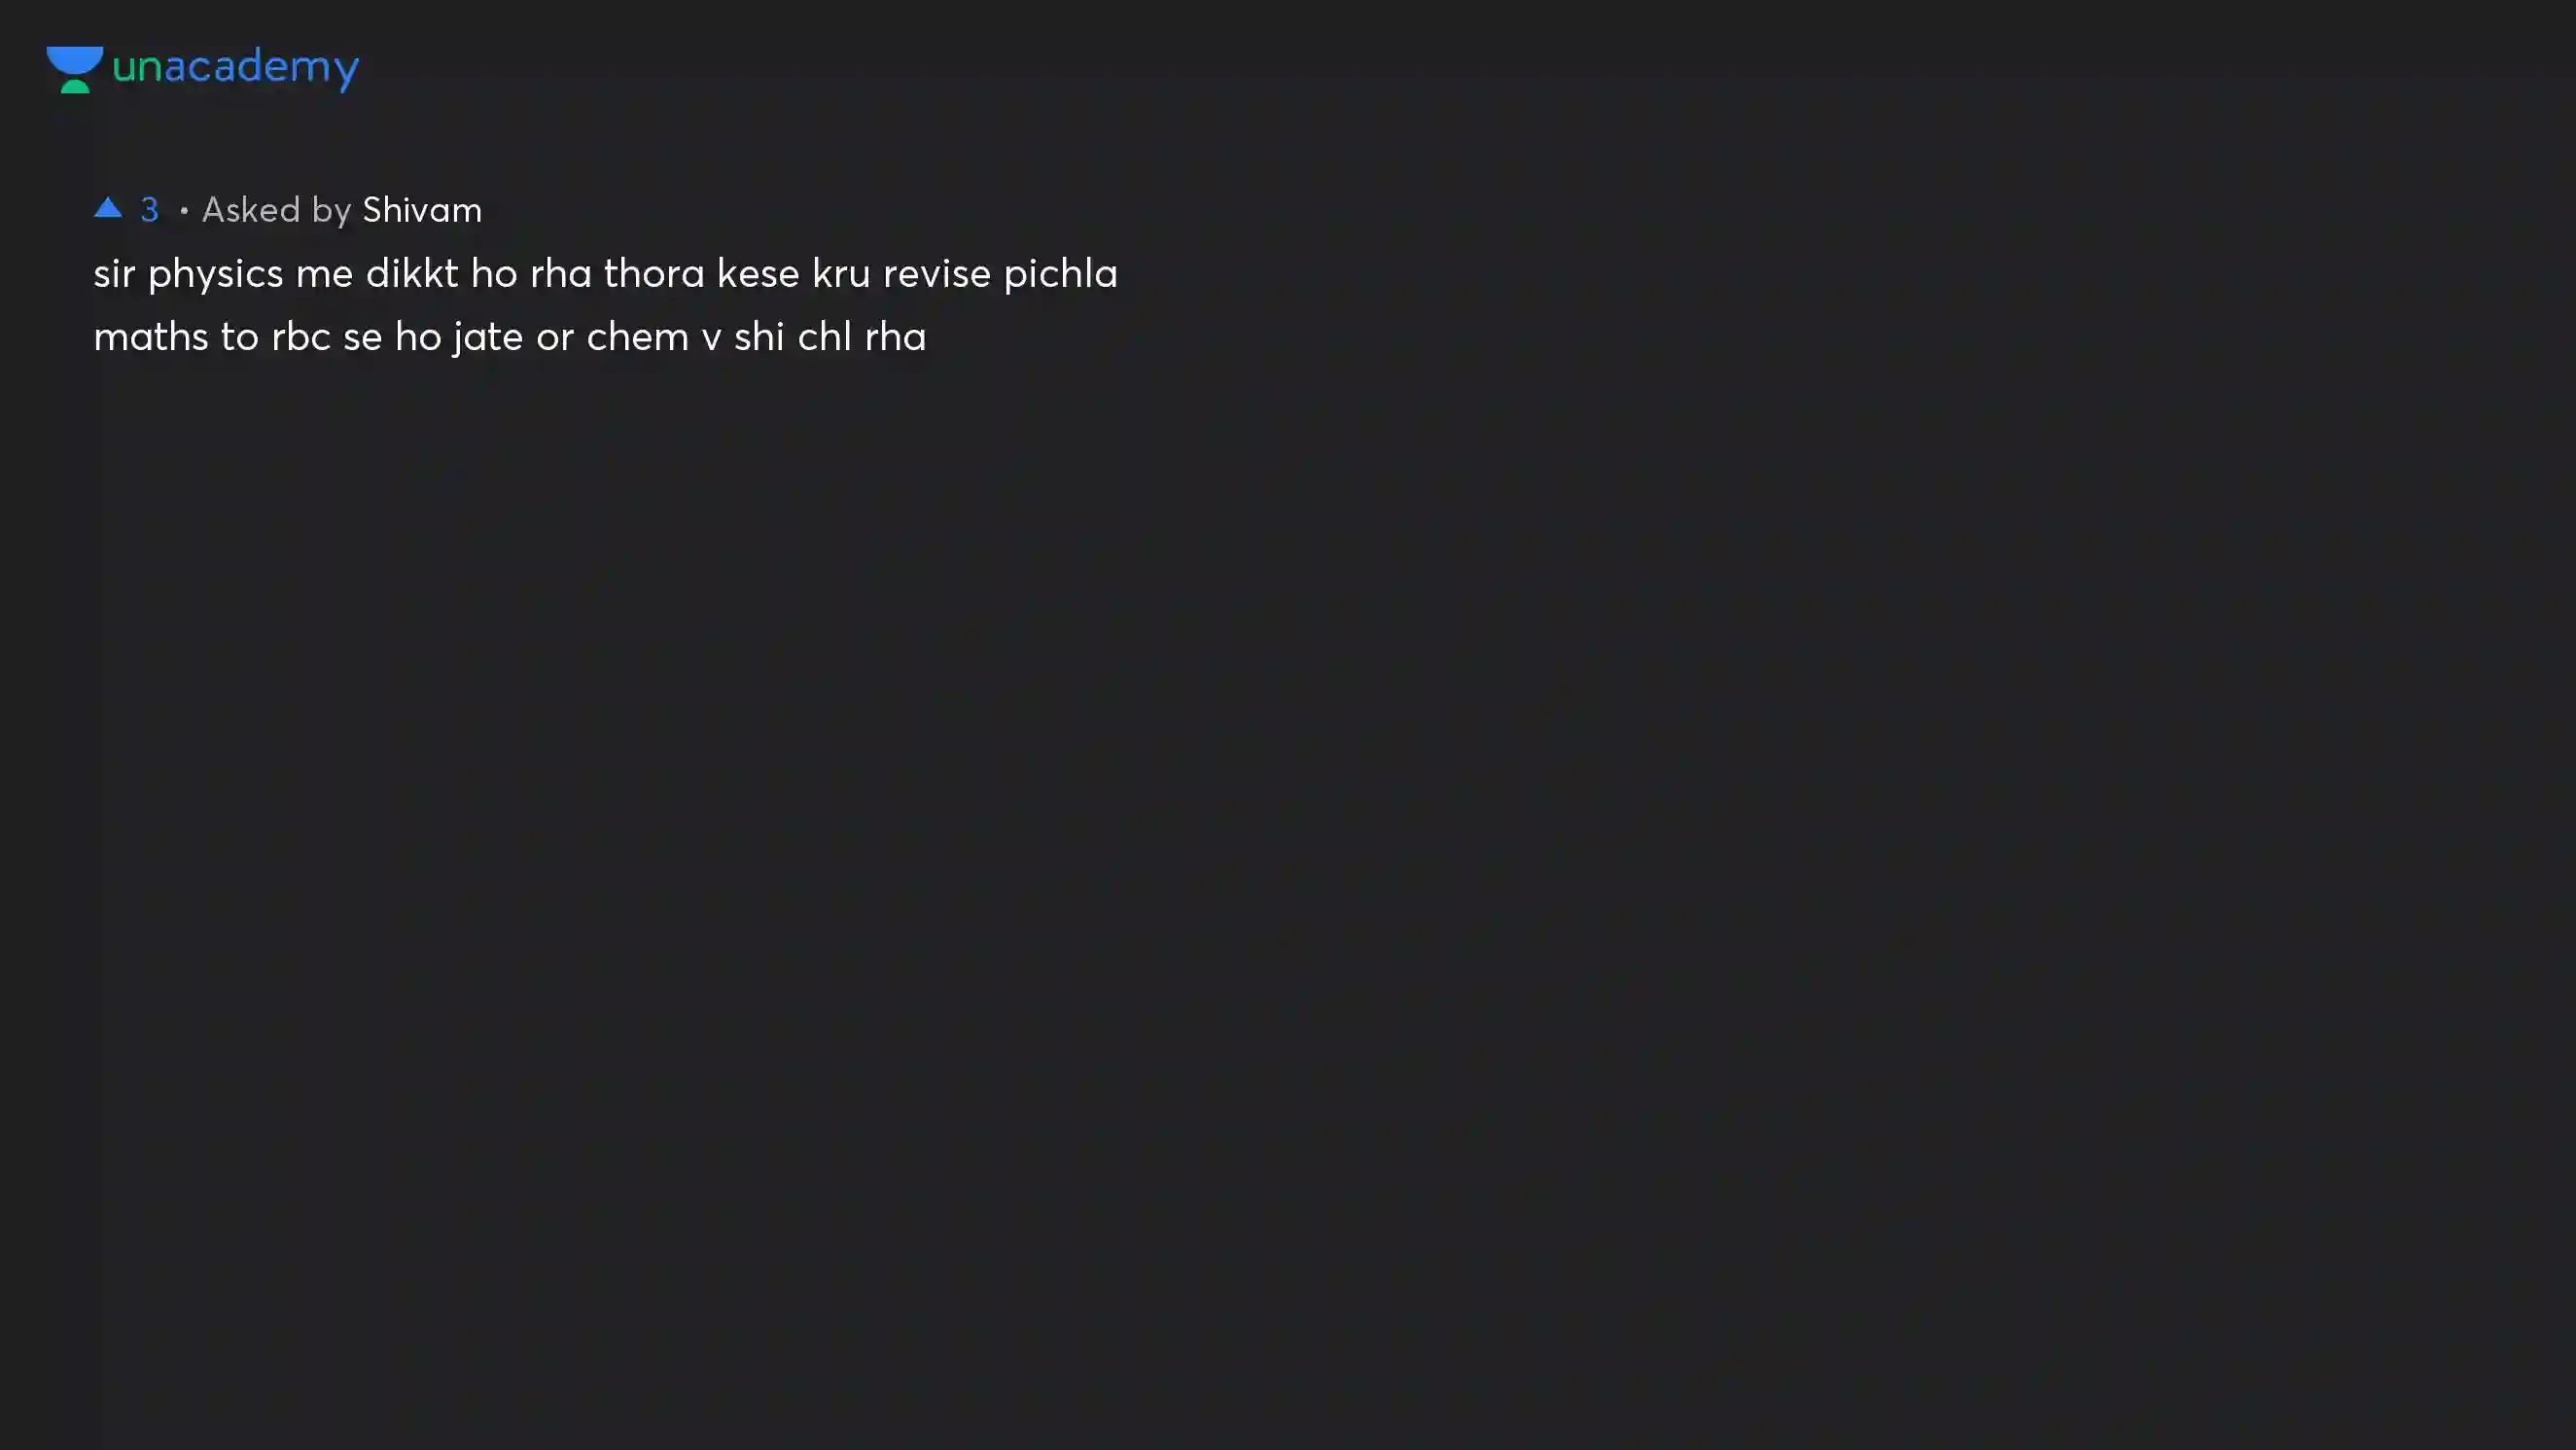 unacademy
▲ 3 • Asked by Shivam
sir physics me dikkt ho rha thora kese kru revise pichla
maths to rbc se ho jate or chem v shi chl rha